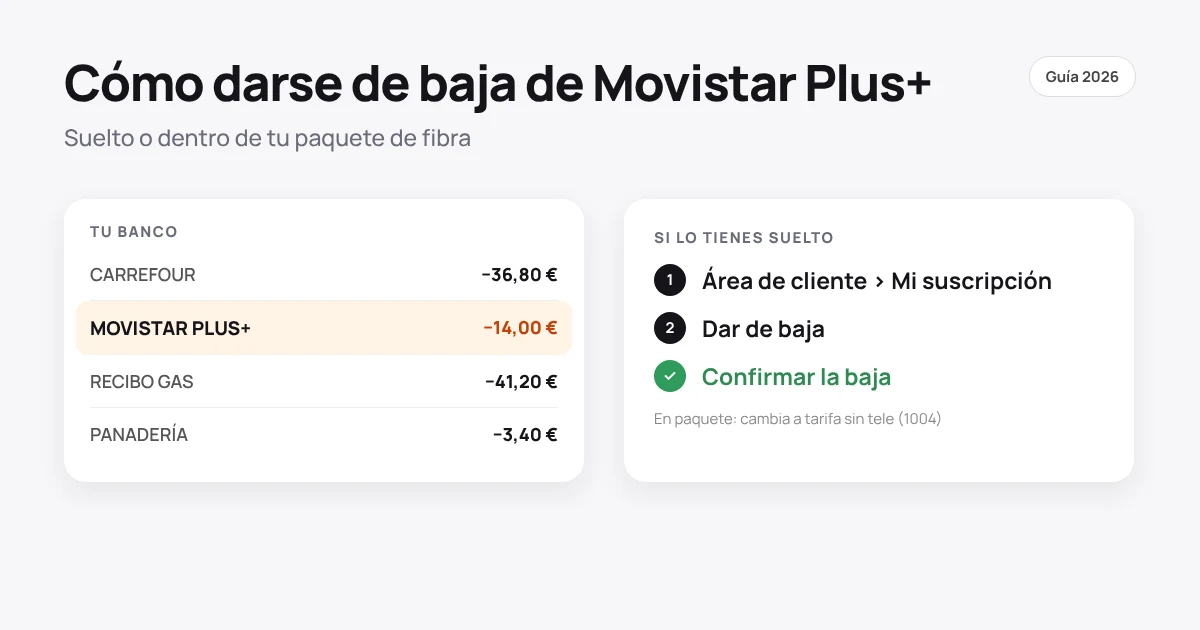 Cómo darse de baja de Movistar Plus+
Guía 2026
Suelto o dentro de tu paquete de fibra
TU BANCO
CARREFOUR −36,80 €
MOVISTAR PLUS+ −14,00 €
RECIBO GAS −41,20 €
PANADERÍA −3,40 €
SI LO TIENES SUELTO
1 Área de cliente › Mi suscripción
2 Dar de baja
✓ Confirmar la baja
En paquete: cambia a tarifa sin tele (1004)